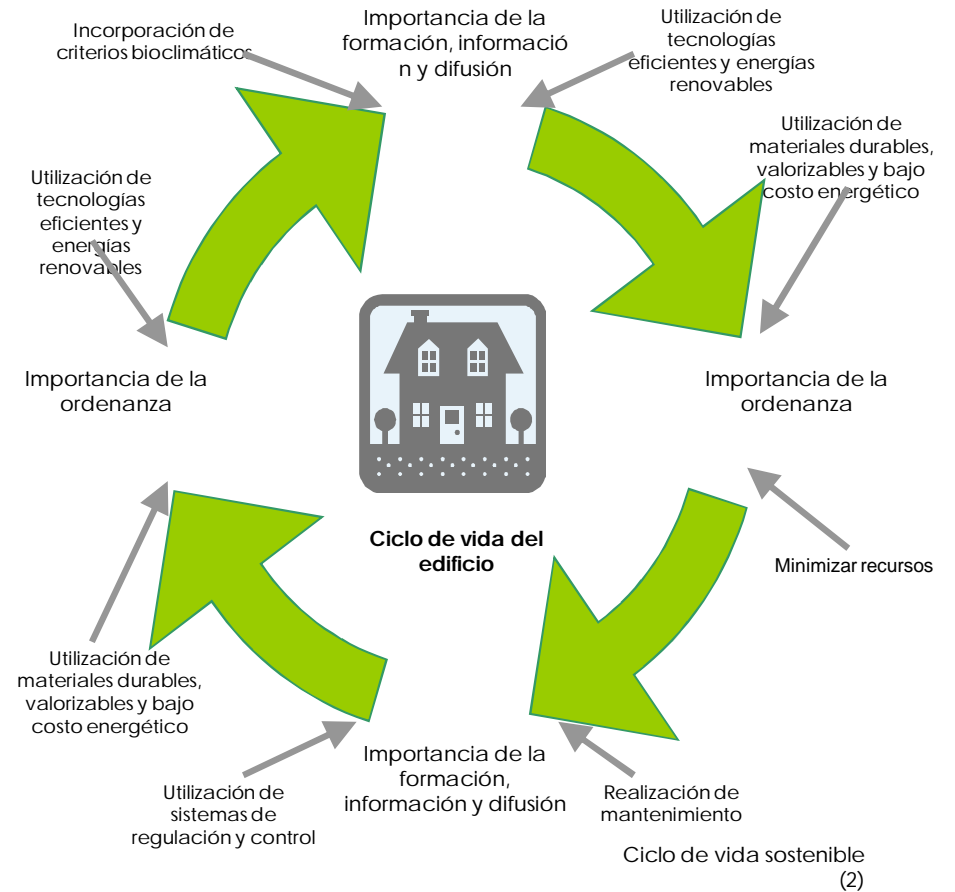 Incorporación de
criterios bioclimáticos
Importancia de la
formación, informació
n y difusión
Utilización de
tecnologías
eficientes y energías
renovables
Utilización de
materiales durables,
valorizables y bajo
costo energético
Utilización de
tecnologías
eficientes y
energías
renovables
Importancia de la
ordenanza
Importancia de la
ordenanza
Ciclo de vida del
edificio
Minimizar recursos
Utilización de
materiales durables,
valorizables y bajo
costo energético
Importancia de la
formación,
información y difusión
Utilización de
sistemas de
regulación y control
Realización de
mantenimiento
Ciclo de vida sostenible
(2)